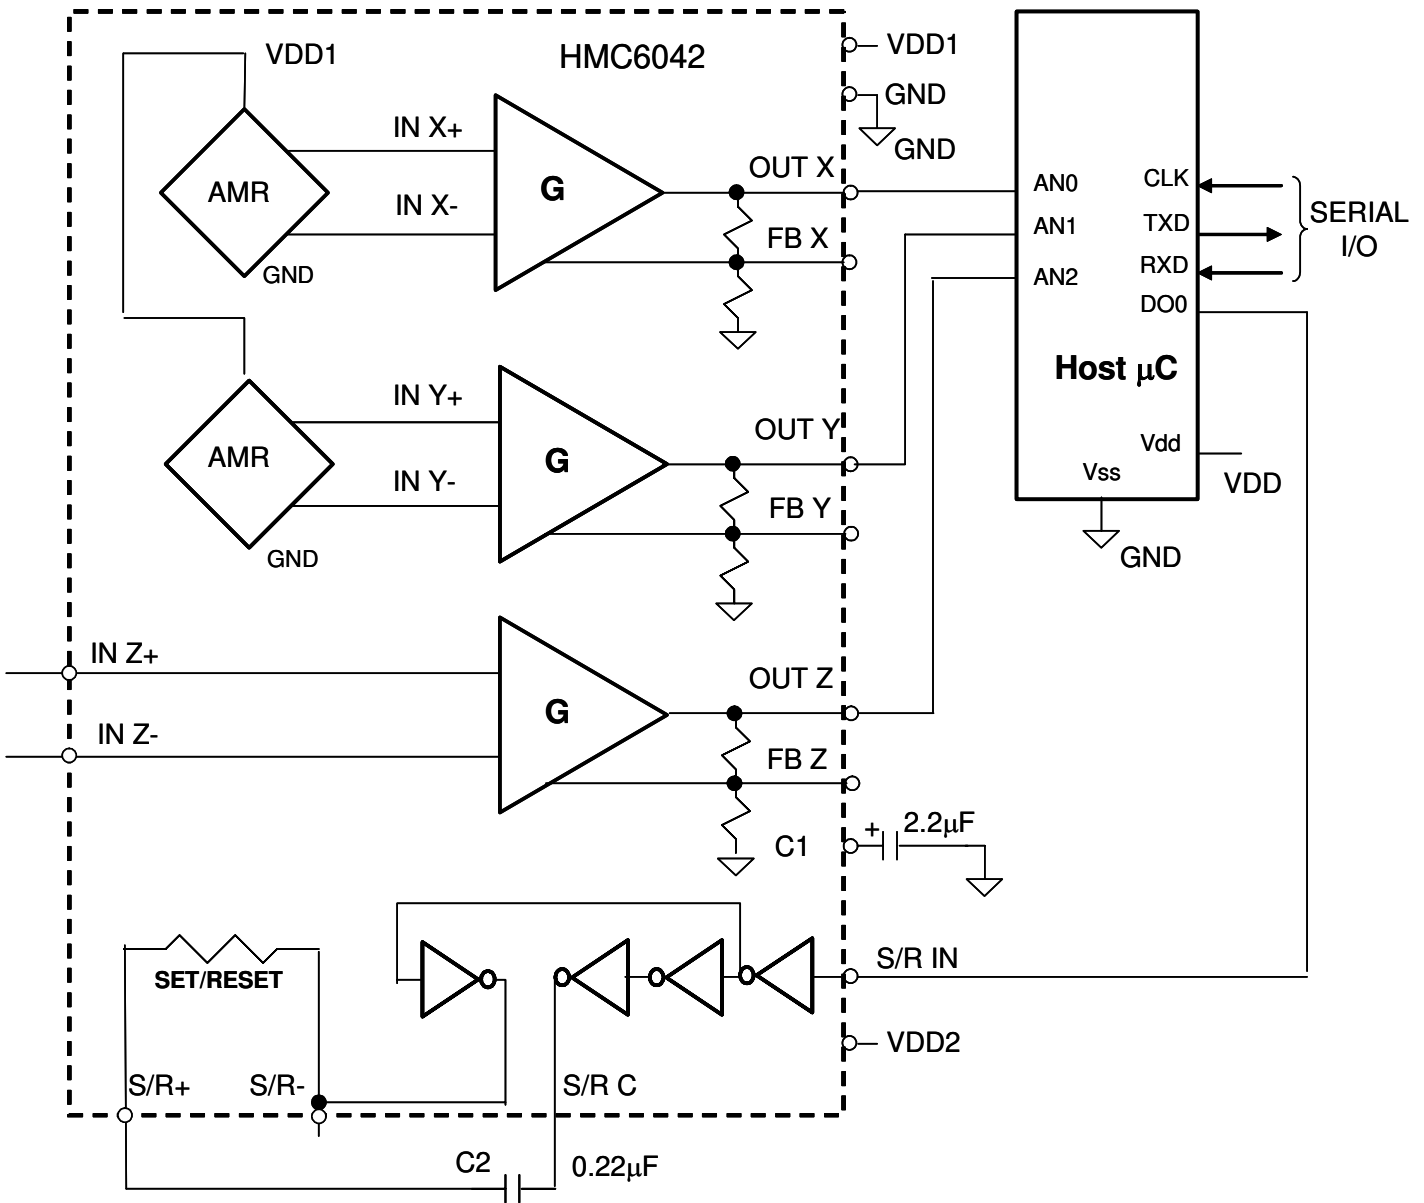 VDD1
HMC6042
VDD1
GND
GND
IN X+
AMR
G
IN X-
GND
OUT X
FB X
AN0
AN1
AN2
CLK
TXD
RXD
DO0
SERIAL
I/O
Host µC
Vdd
VDD
Vss
GND
IN Y+
AMR
G
IN Y-
GND
OUT Y
FB Y
IN Z+
G
IN Z-
OUT Z
FB Z
C1
+
2.2µF
SET/RESET
S/R IN
VDD2
S/R+
S/R-
S/R C
C2
0.22µF